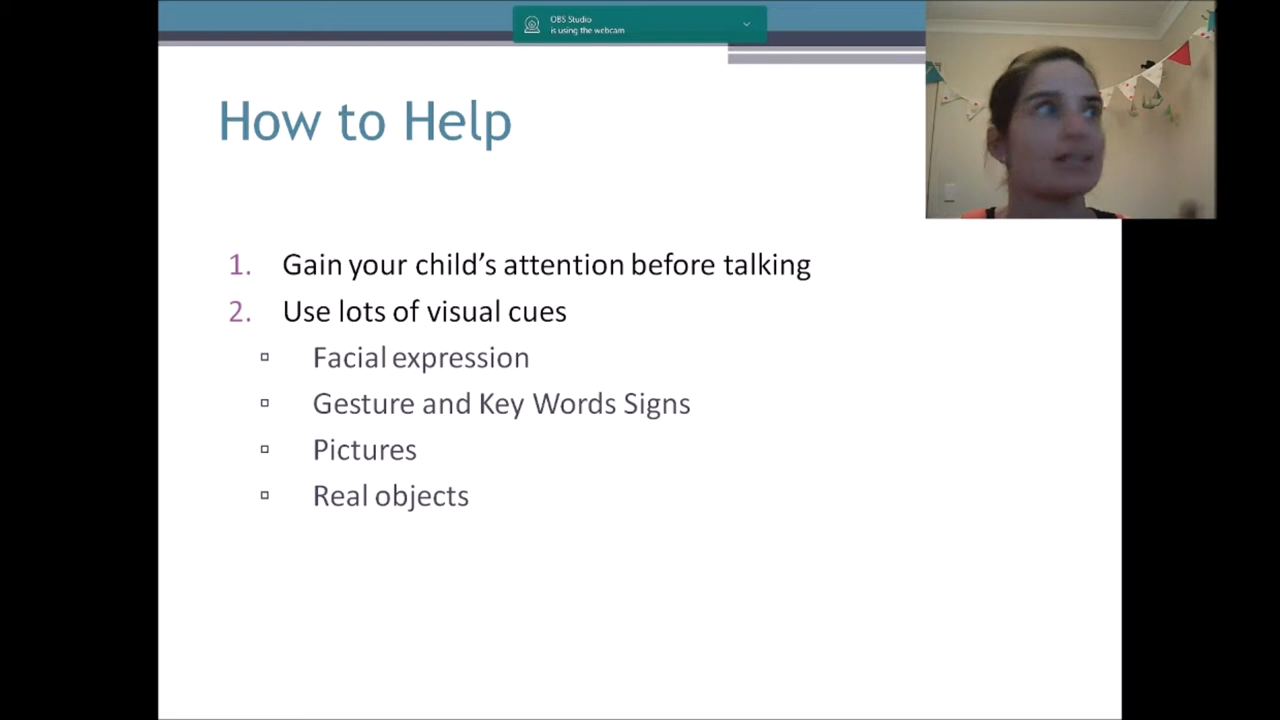 OBS Studio
is using the webcam
How to Help
1. Gain your child's attention before talking
2. Use lots of visual cues
Facial expression
Gesture and Key Words Signs
Pictures
Real objects